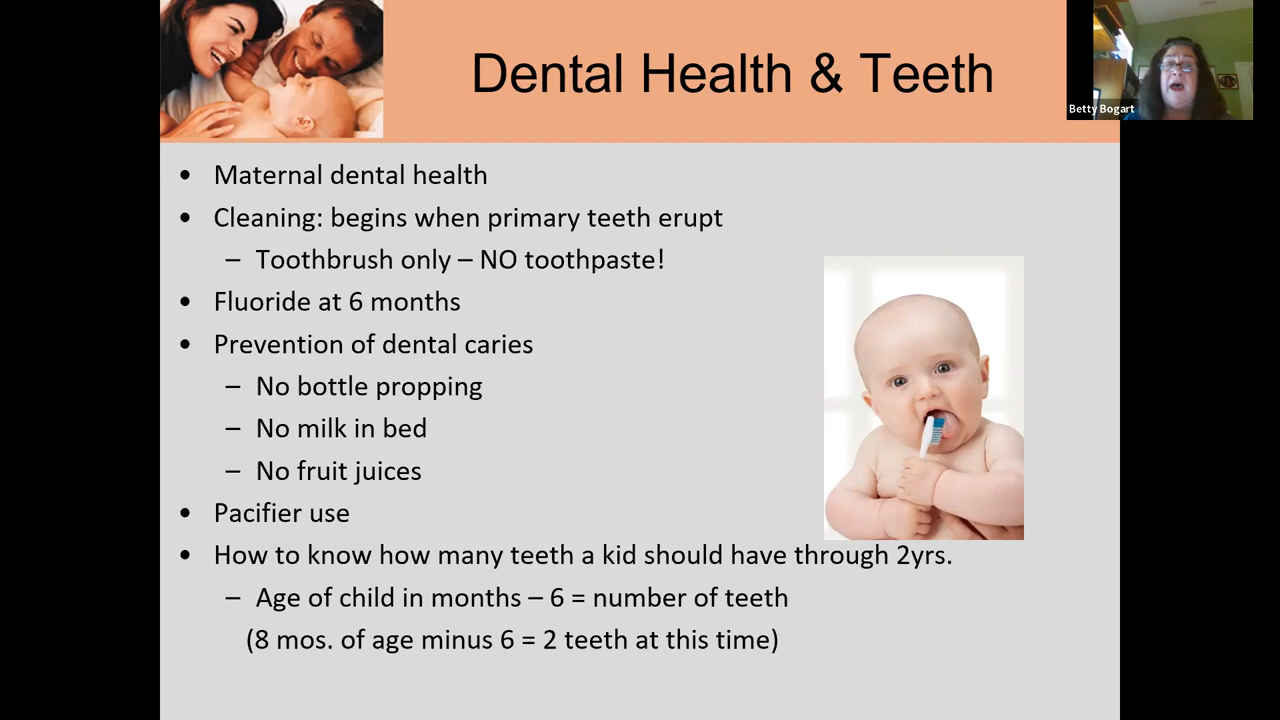 Dental Health & Teeth
Betty Bogart
• Maternal dental health
• Cleaning: begins when primary teeth erupt
– Toothbrush only – NO toothpaste!
• Fluoride at 6 months
• Prevention of dental caries
– No bottle propping
– No milk in bed
– No fruit juices
• Pacifier use
• How to know how many teeth a kid should have through 2yrs.
– Age of child in months – 6 = number of teeth
(8 mos. of age minus 6 = 2 teeth at this time)